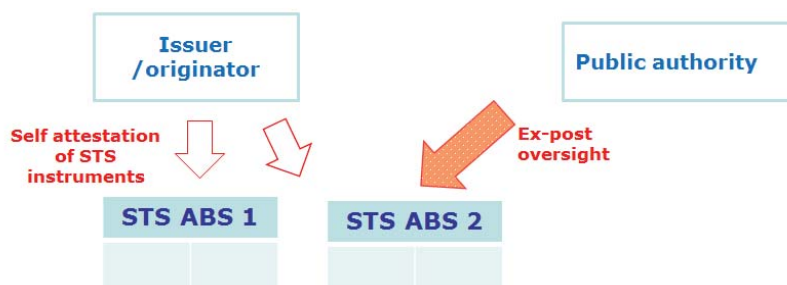 Issuer
/originator
Public authority
Self attestation
of STS
instruments
Ex-post
oversight
STS ABS 1
STS ABS 2